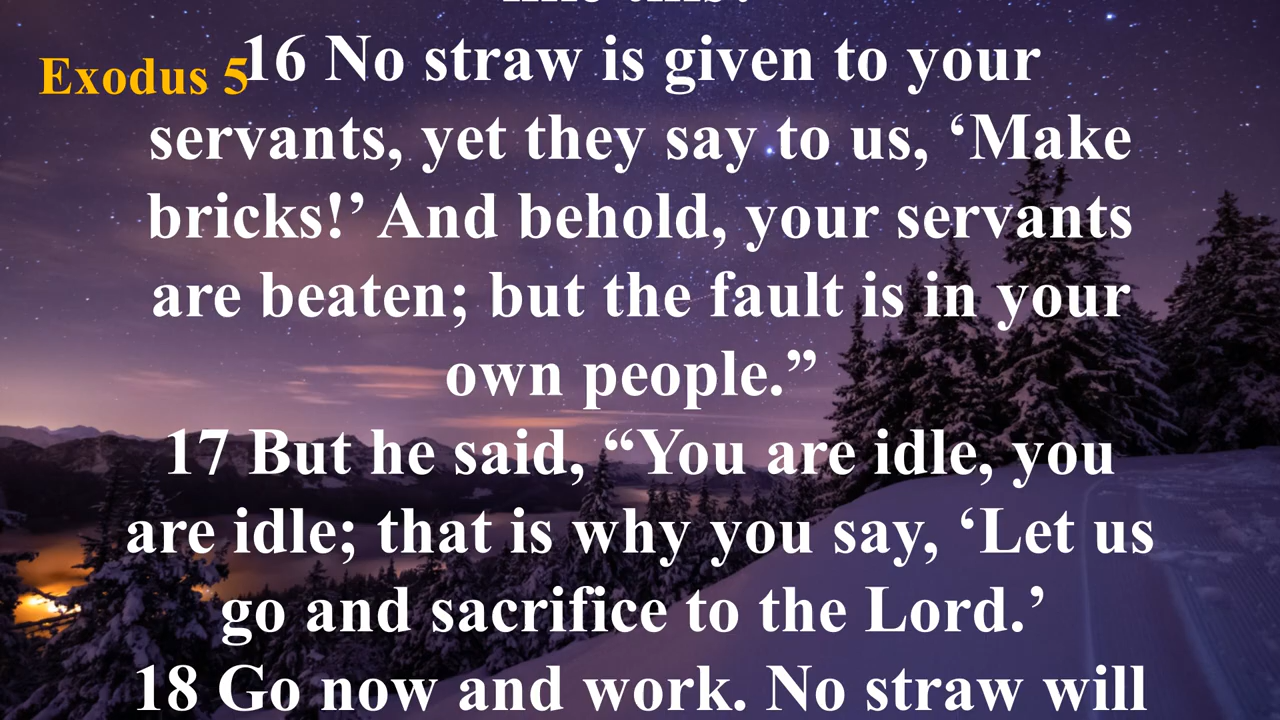 Exodus 5
16 No straw is given to your
servants, yet they say to us, ‘Make
bricks!’ And behold, your servants
are beaten; but the fault is in your
own people.”
17 But he said, “You are idle, you
are idle; that is why you say, ‘Let us
go and sacrifice to the Lord.’
18 Go now and work. No straw will